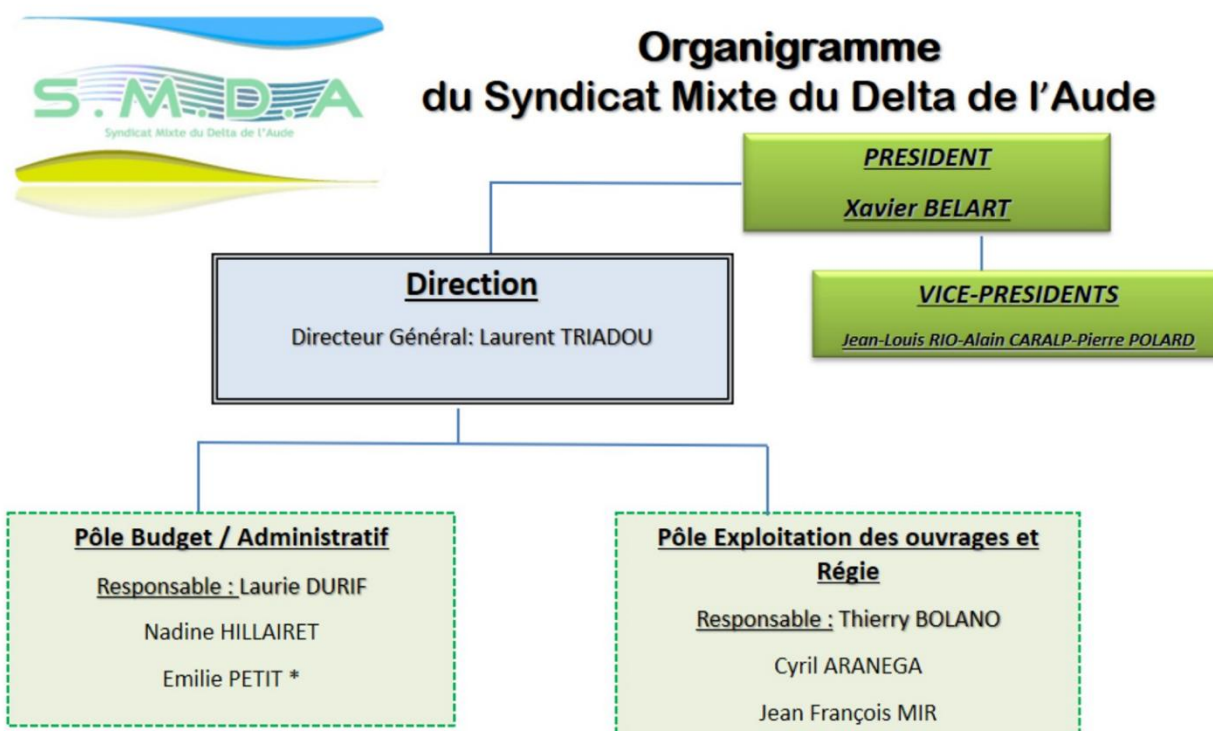 S.M.D.A
Syndicat Mixte du Delta de l'Aude
Organigramme
du Syndicat Mixte du Delta de l'Aude
PRESIDENT
Xavier BELART
VICE-PRESIDENTS
Jean-Louis RIO-Alain CARALP-Pierre POLARD
Direction
Directeur Général: Laurent TRIADOU
Pôle Budget / Administratif
Responsable : Laurie DURIF
Nadine HILLAIRET
Emilie PETIT *
Pôle Exploitation des ouvrages et
Régie
Responsable : Thierry BOLANO
Cyril ARANEGA
Jean François MIR